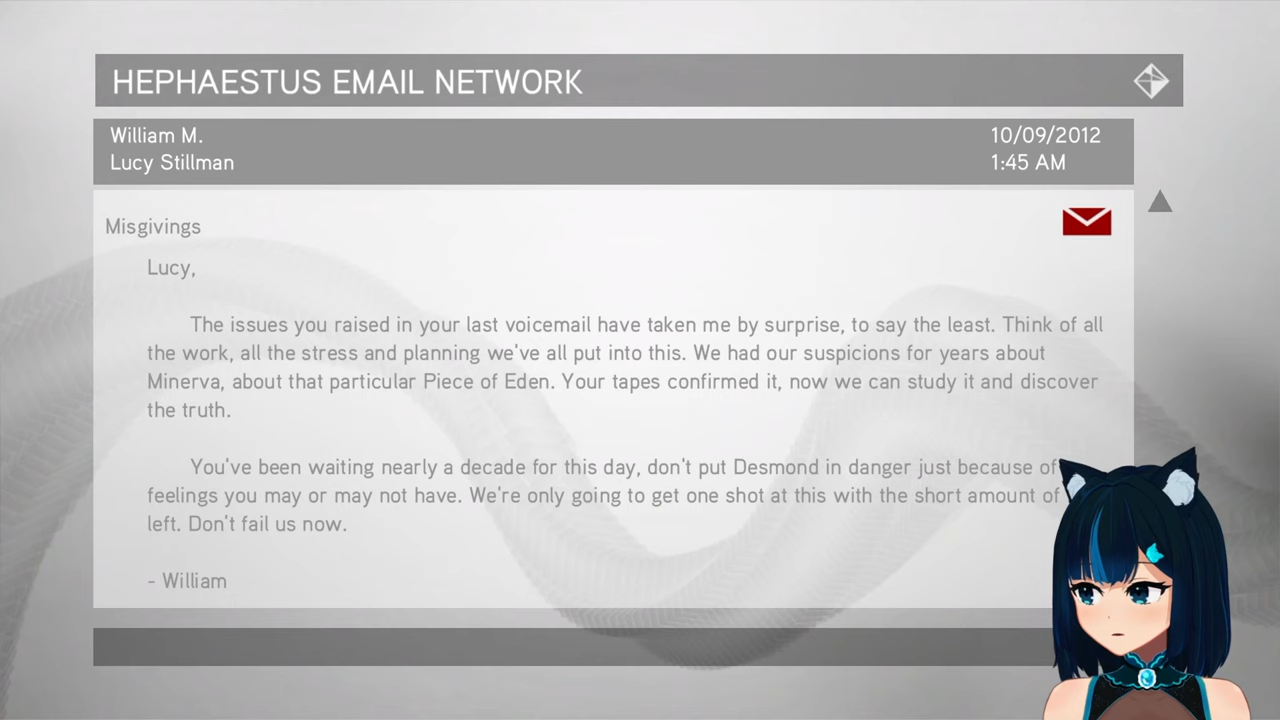 HEPHAESTUS EMAIL NETWORK
William M. 10/09/2012
Lucy Stillman 1:45 AM
Misgivings
Lucy,
The issues you raised in your last voicemail have taken me by surprise, to say the least. Think of all
the work, all the stress and planning we've all put into this. We had our suspicions for years about
Minerva, about that particular Piece of Eden. Your tapes confirmed it, now we can study it and discover
the truth.
You've been waiting nearly a decade for this day, don't put Desmond in danger just because of
feelings you may or may not have. We're only going to get one shot at this with the short amount of
left. Don't fail us now.
- William